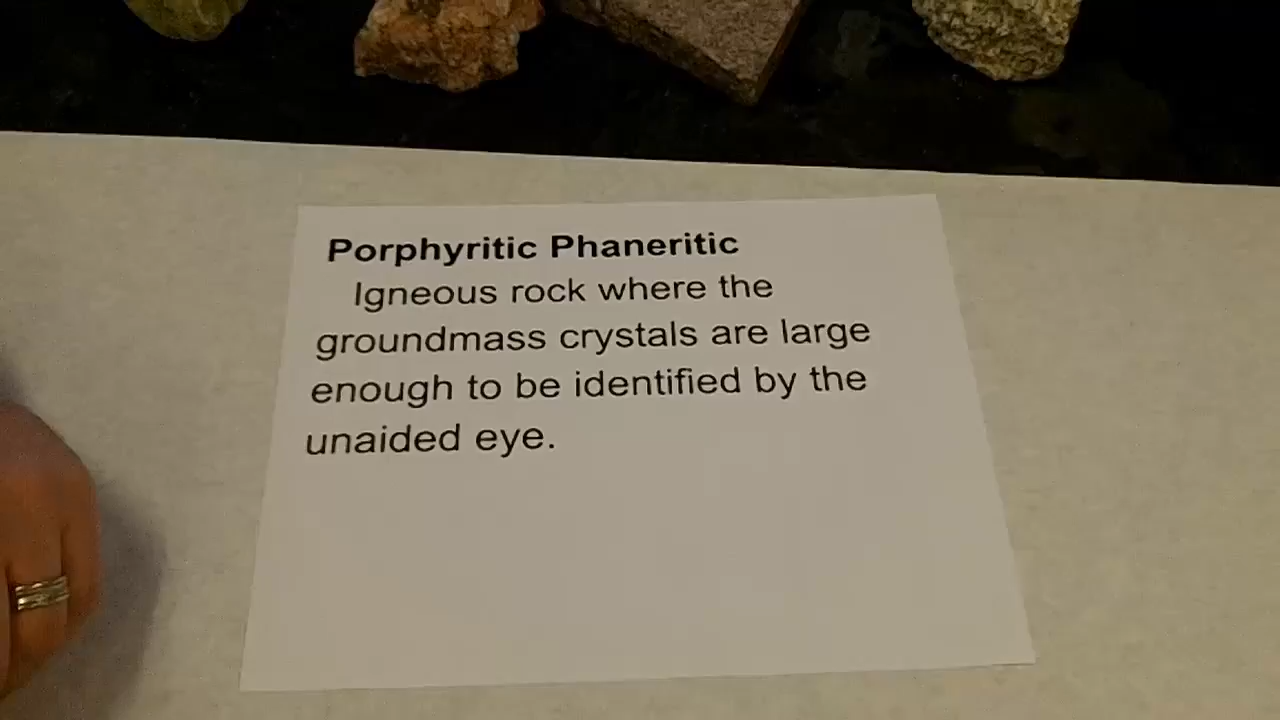 Porphyritic Phaneritic
Igneous rock where the
groundmass crystals are large
enough to be identified by the
unaided eye.